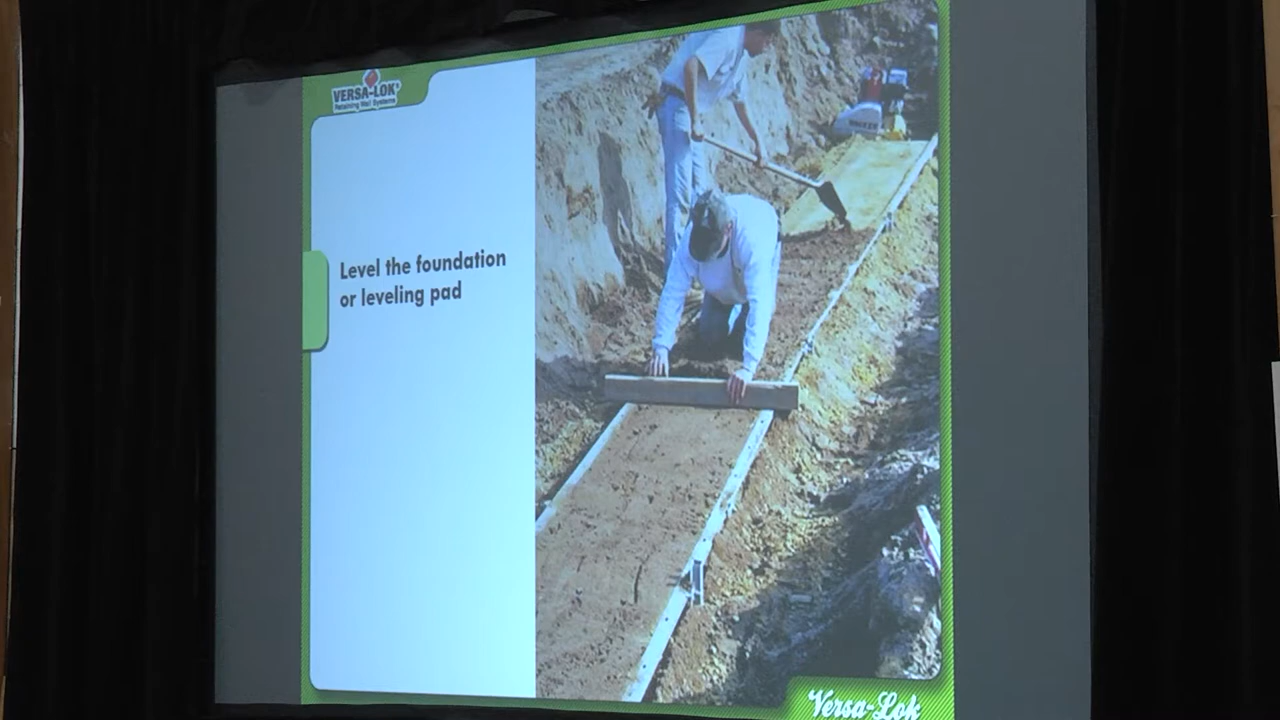 VERSA-LOK®
Retaining Wall Systems
Level the foundation
or leveling pad
Versa-Lok